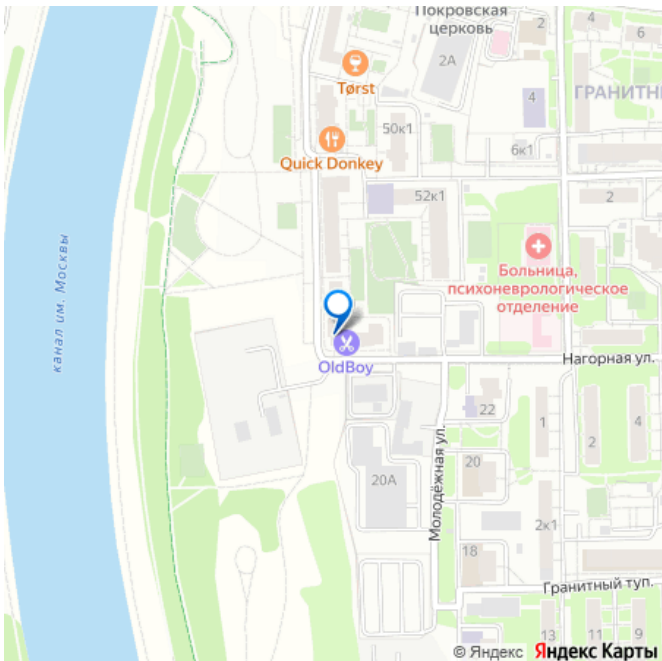 Покровская
церковь
2
4
6
2А
Tørst
4
ГРАНИТН
50к1
6к1
Quick Donkey
52к1
2
Больница,
психоневрологическое
отделение
канал им. Москвы
OldBoy
Нагорная ул.
22
1
2
4
Молодёжная ул.
20
20А
2к1
18
Гранитный туп.
13
11
9
© Яндекс Яндекс Карты